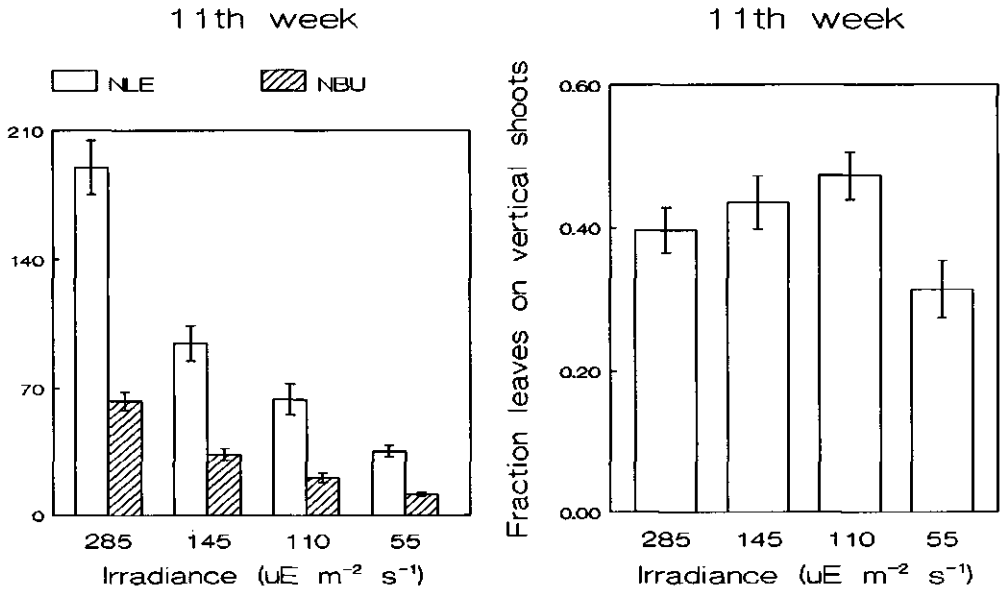 11th week
NLE NBU
210
140
70
0
285 145 110 55
Irradiance (uE m⁻² s⁻¹)
11th week
Fraction leaves on vertical shoots
0.60
0.40
0.20
0.00
285 145 110 55
Irradiance (uE m⁻² s⁻¹)